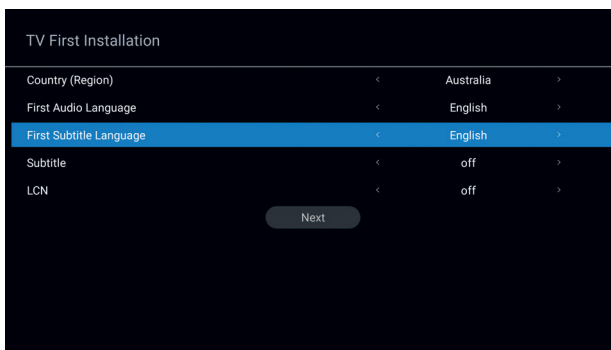 TV First Installation
Country (Region) < Australia >
First Audio Language < English >
First Subtitle Language < English >
Subtitle < off >
LCN < off >
Next